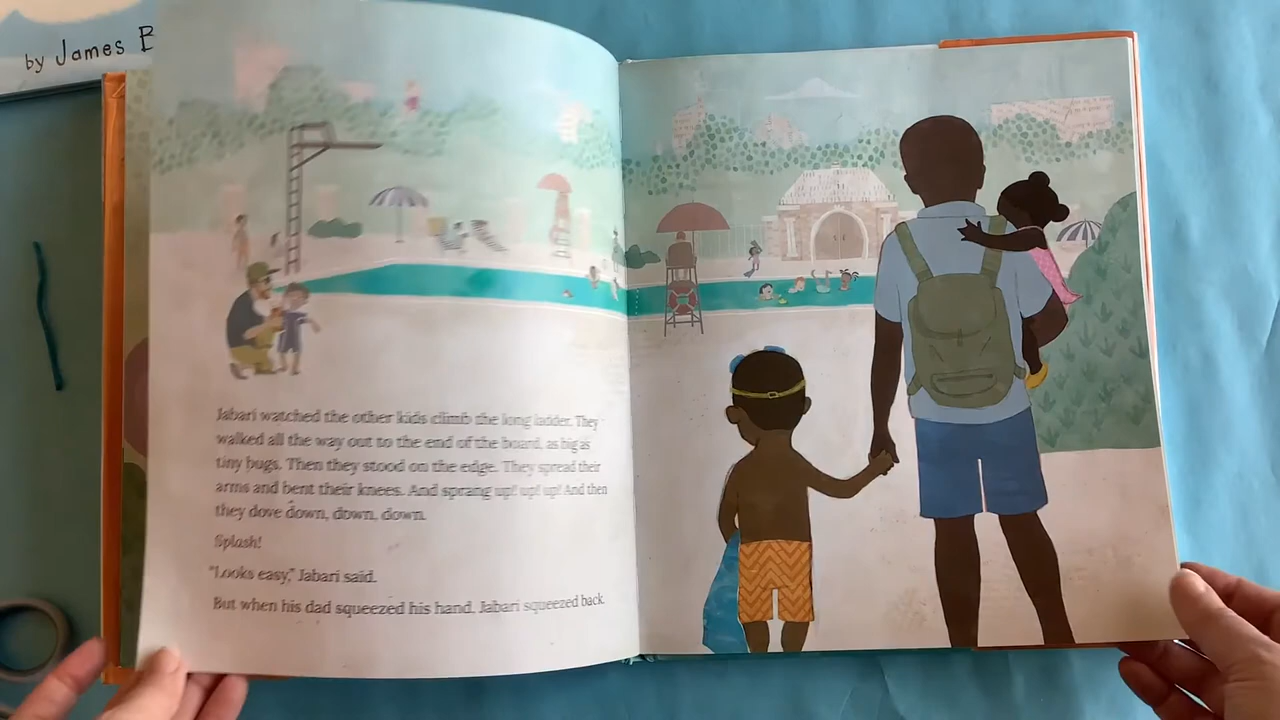 by James E
Jabari watched the other kids climb the long ladder. They
walked all the way out to the end of the board, as big as
tiny bugs. Then they stood on the edge. They spread their
arms and bent their knees. And sprang up! up! up! And then
they dove down, down, down.
Splash!
"Looks easy," Jabari said.
But when his dad squeezed his hand, Jabari squeezed back.